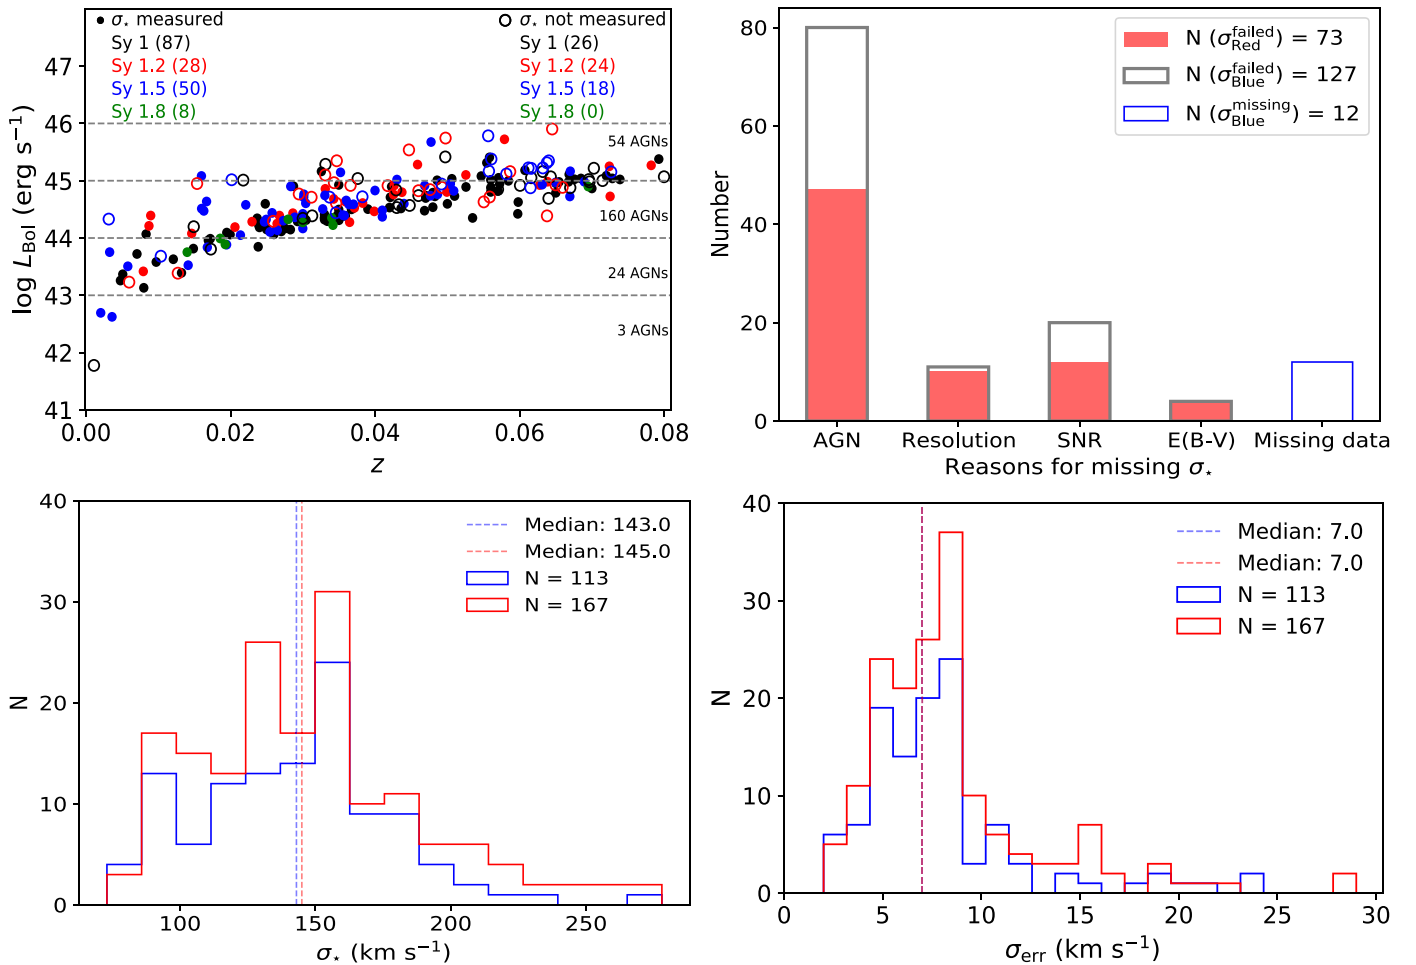 σ⋆ measured
Sy 1 (87)
Sy 1.2 (28)
Sy 1.5 (50)
Sy 1.8 (8)
σ⋆ not measured
Sy 1 (26)
Sy 1.2 (24)
Sy 1.5 (18)
Sy 1.8 (0)
54 AGNs
160 AGNs
24 AGNs
3 AGNs
47
46
45
44
43
42
41
log L_Bol (erg s⁻¹)
0.00 0.02 0.04 0.06 0.08
z
N (σ_Red^failed) = 73
N (σ_Blue^failed) = 127
N (σ_Blue^missing) = 12
80
60
40
20
0
Number
AGN Resolution SNR E(B-V) Missing data
Reasons for missing σ⋆
Median: 143.0
Median: 145.0
N = 113
N = 167
40
30
20
10
0
N
100 150 200 250
σ⋆ (km s⁻¹)
Median: 7.0
Median: 7.0
N = 113
N = 167
40
30
20
10
0
N
0 5 10 15 20 25 30
σ_err (km s⁻¹)